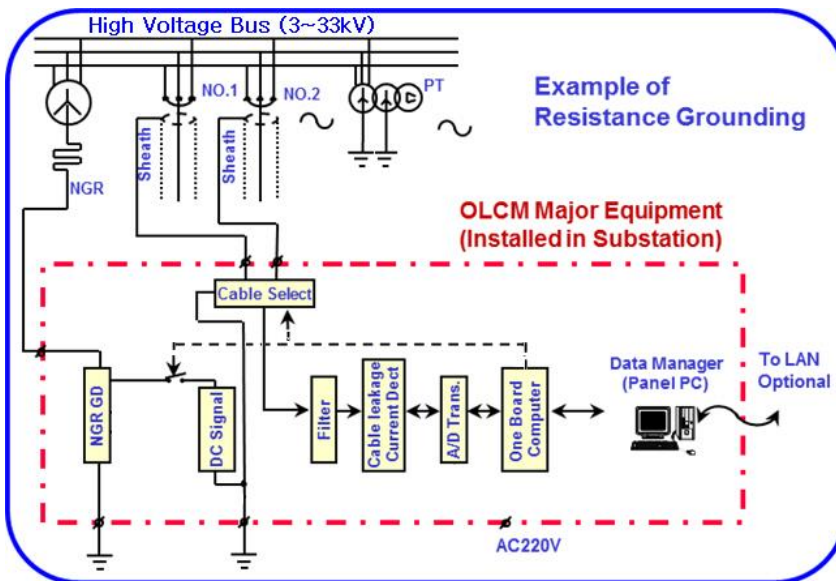 High Voltage Bus (3~33kV)
NO.1
NO.2
PT
Example of
Resistance Grounding
Sheath
Sheath
NGR
OLCM Major Equipment
(Installed in Substation)
Cable Select
NGR GD
DC Signal
Filter
Cable leakage
Current Dect
A/D Trans.
One Board
Computer
Data Manager
(Panel PC)
To LAN
Optional
AC220V